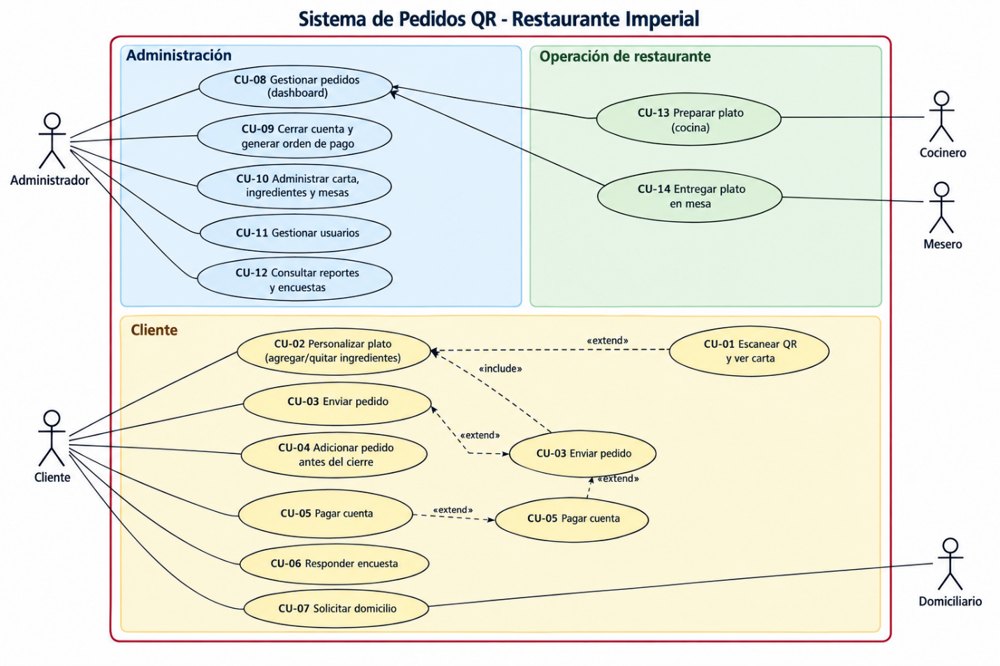 Sistema de Pedidos QR - Restaurante Imperial
Administración
CU-08 Gestionar pedidos
(dashboard)
CU-09 Cerrar cuenta y
generar orden de pago
CU-10 Administrar carta,
ingredientes y mesas
CU-11 Gestionar usuarios
CU-12 Consultar reportes
y encuestas
Administrador
Operación de restaurante
CU-13 Preparar plato
(cocina)
CU-14 Entregar plato
en mesa
Cocinero
Mesero
Cliente
CU-02 Personalizar plato
(agregar/quitar ingredientes)
«extend»
CU-01 Escanear QR
y ver carta
«include»
CU-03 Enviar pedido
«extend»
CU-04 Adicionar pedido
antes del cierre
CU-03 Enviar pedido
«extend»
Cliente
CU-05 Pagar cuenta
«extend»
CU-05 Pagar cuenta
CU-06 Responder encuesta
CU-07 Solicitar domicilio
Domiciliario